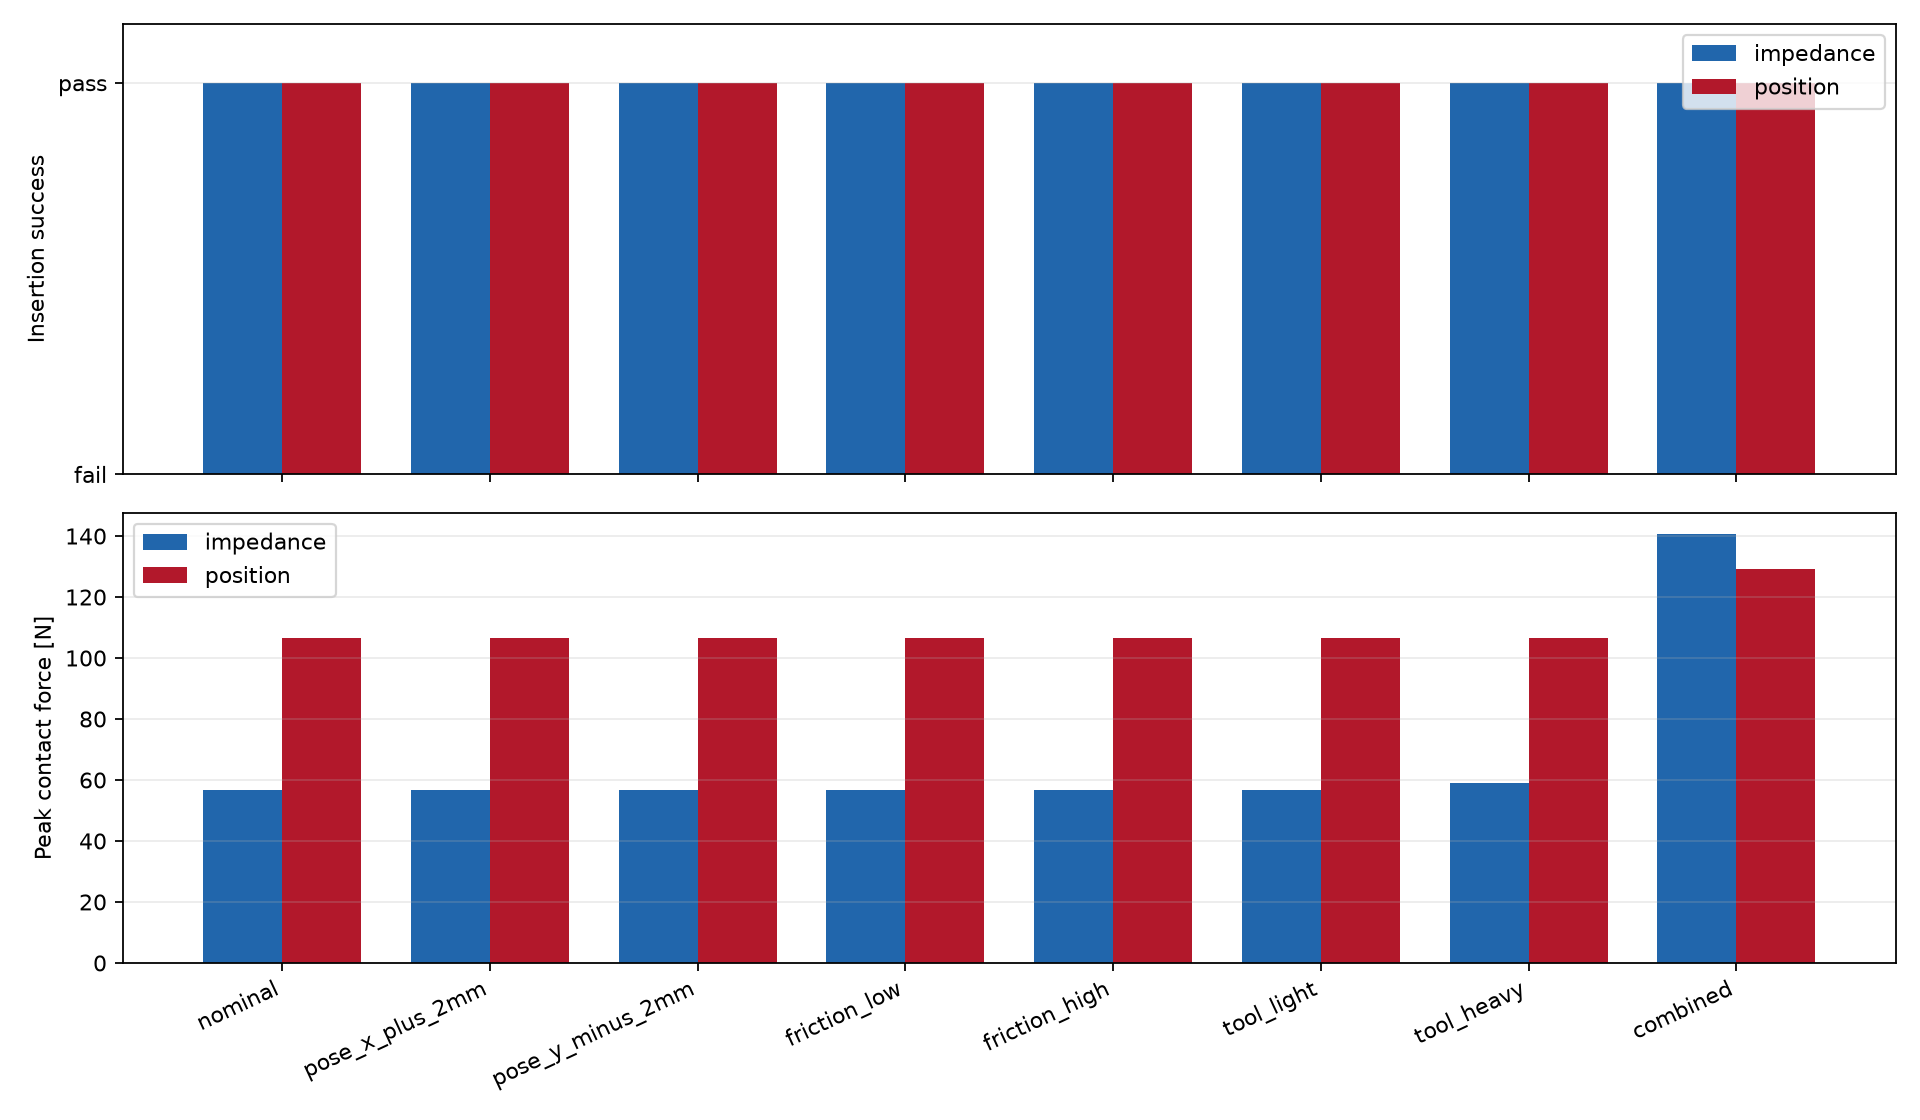 impedance
position
pass
fail
Insertion success
impedance
position
140
120
100
80
60
40
20
0
Peak contact force [N]
nominal
pose_x_plus_2mm
pose_y_minus_2mm
friction_low
friction_high
tool_light
tool_heavy
combined